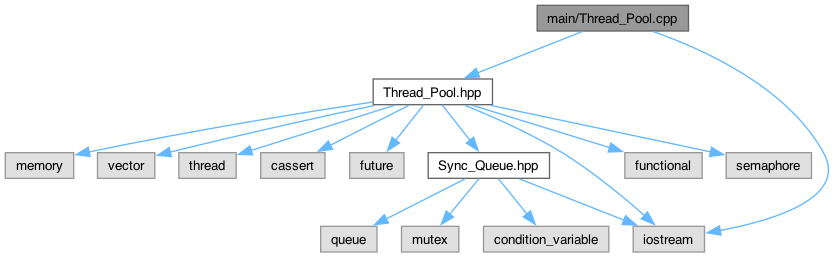 main/Thread_Pool.cpp
Thread_Pool.hpp
memory
vector
thread
cassert
future
Sync_Queue.hpp
functional
semaphore
queue
mutex
condition_variable
iostream